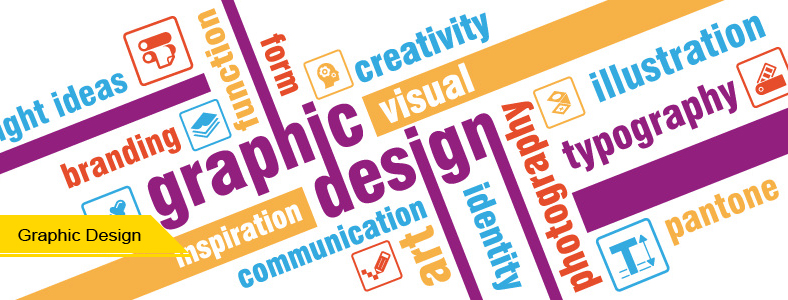 ght ideas
function
form
creativity
illustration
visual
branding
graphic
design
typography
photography
inspiration
communication
art
identity
pantone
T
Graphic Design